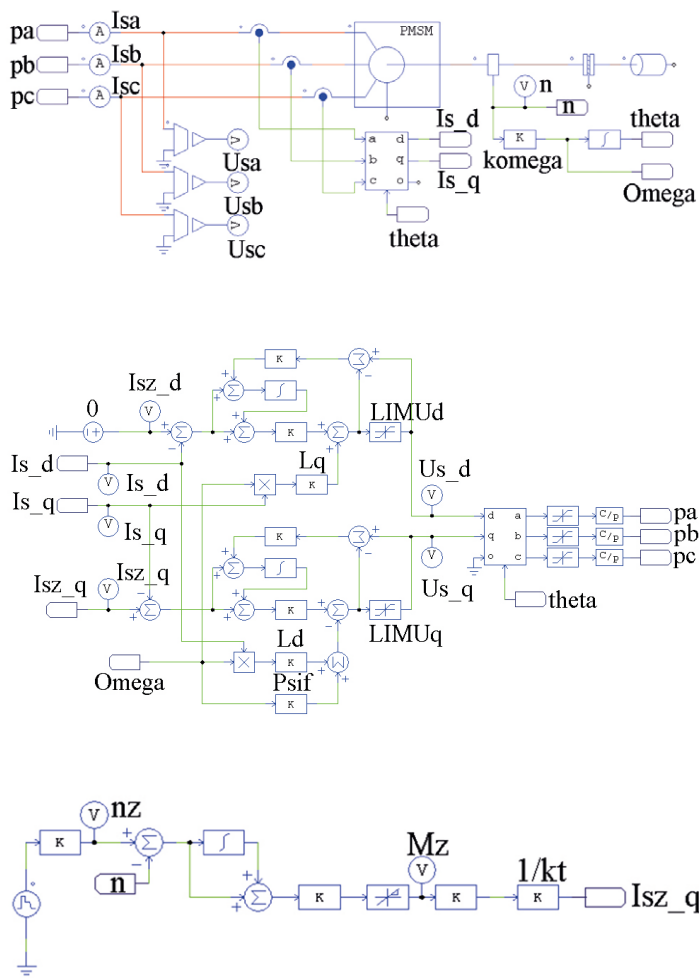 pa A Isa PMSM
pb A Isb
pc A Isc V n
n
Is_d
a d K ∫ theta
b q komega
Usa c o Is_q Omega
Usb
theta
Usc
K Σ
Isz_d Σ ∫
0 V LIMUd
Σ Σ K Σ
Is_d Lq Us_d
V Is_d K V
Is_q d a C/p pa
V Is_q K Σ q b C/p pb
Isz_q Σ ∫ o c C/p pc
Isz_q V V Us_q
Σ Σ K Σ theta
LIMUq
Ld
Omega K Σ
Psif
K
V nz
K Σ ∫ Mz
n V 1/kt
Σ K K K Isz_q